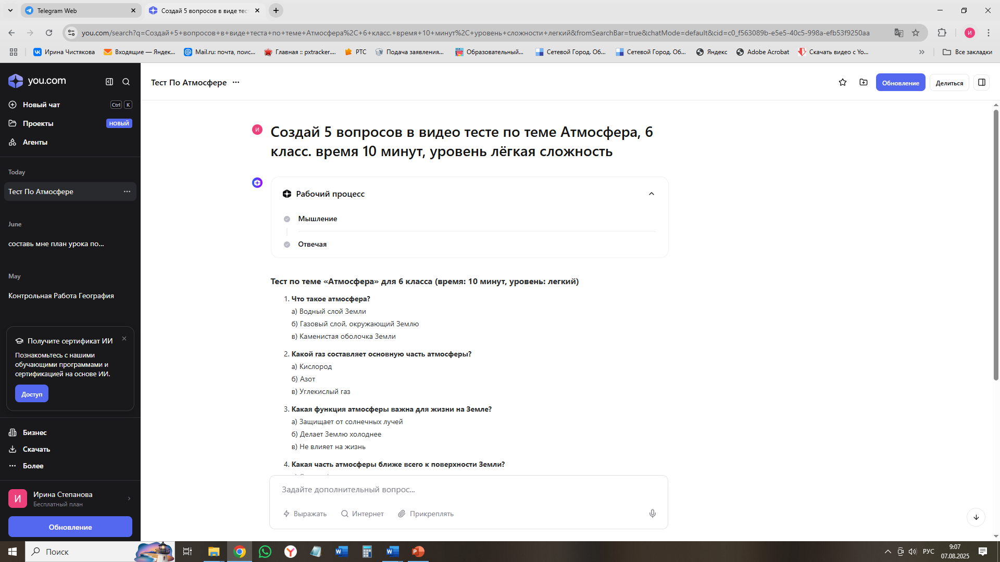 Telegram Web
Создай 5 вопросов в виде тес
you.com/search?q=Создай+5+вопросов+в+виде+теста+по+теме+Атмосфера%2C+6+класс.+время+10+минут%2C+уровень+сложности+легкий&fromSearchBar=true&chatMode=default&cid=c0_f563089b-e5e5-40c5-998a-efb53f9250aa
И
Ирина Чистякова
Входящие — Яндек...
Mail.ru: почта, поис...
Главная :: pxtracker....
РТС
Подача заявления...
Образовательный...
Сетевой Город. Об...
Сетевой Город. Об...
Яндекс
Adobe Acrobat
Скачать видео с Yo...
Все закладки
you.com
Новый чат
Ctrl K
Проекты
НОВЫЙ
Агенты
Today
Тест По Атмосфере
June
составь мне план урока по...
May
Контрольная Работа География
Получите сертификат ИИ
Познакомьтесь с нашими
обучающими программами и
сертификацией на основе ИИ.
Доступ
Бизнес
Скачать
Более
И
Ирина Степанова
Бесплатный план
Обновление
Тест По Атмосфере
Обновление
Делиться
И
Создай 5 вопросов в видео тесте по теме Атмосфера, 6
класс. время 10 минут, уровень лёгкая сложность
Рабочий процесс
Мышление
Отвечая
Тест по теме «Атмосфера» для 6 класса (время: 10 минут, уровень: легкий)
1. Что такое атмосфера?
а) Водный слой Земли
б) Газовый слой, окружающий Землю
в) Каменистая оболочка Земли
2. Какой газ составляет основную часть атмосферы?
а) Кислород
б) Азот
в) Углекислый газ
3. Какая функция атмосферы важна для жизни на Земле?
а) Защищает от солнечных лучей
б) Делает Землю холоднее
в) Не влияет на жизнь
4. Какая часть атмосферы ближе всего к поверхности Земли?
Задайте дополнительный вопрос...
Выражать
Интернет
Прикреплять
Поиск
РУС
9:07
07.08.2025